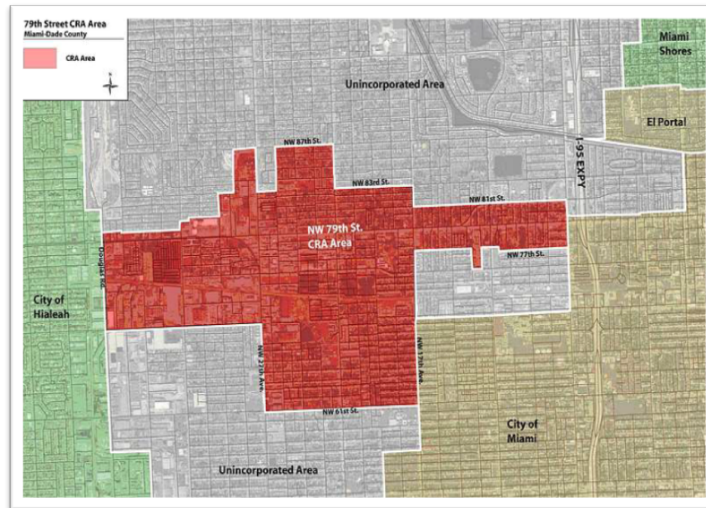 79th Street CRA Area
Miami-Dade County
CRA Area
Miami
Shores
Unincorporated Area
El Portal
I-95 EXPY
NW 87th St.
NW 83rd St.
NW 81st St.
NW 79th St.
CRA Area
NW 77th St.
Douglas Rd.
City of
Hialeah
NW 27th Ave.
NW 17th Ave.
NW 61st St.
City of
Miami
Unincorporated Area